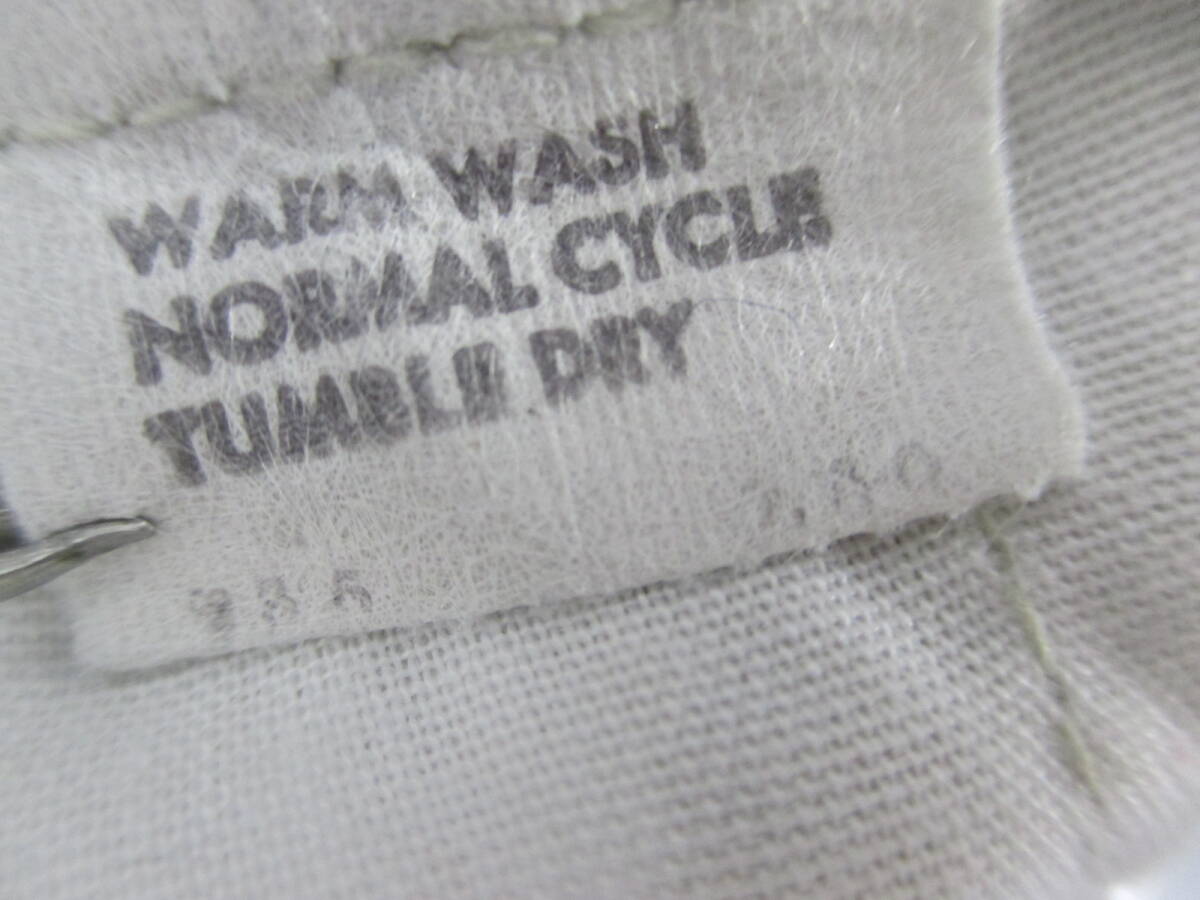 WARM WASH
NORMAL CYCLE
TUMBLE DRY